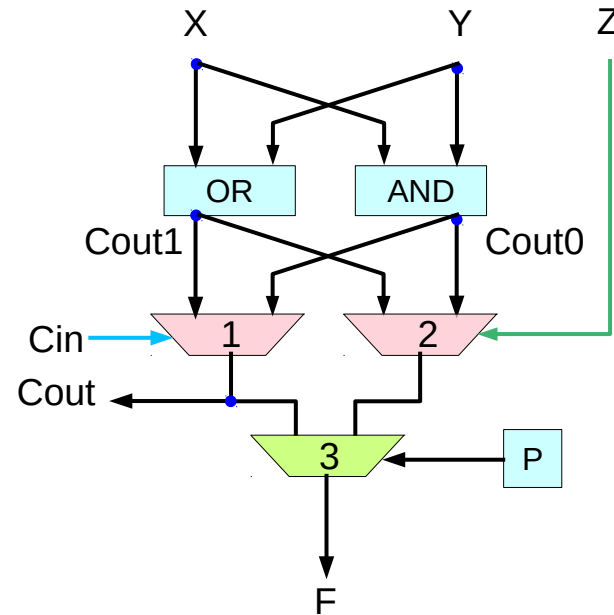 X Y Z
OR AND
Cout1 Cout0
Cin 1 2
Cout
3 P
F